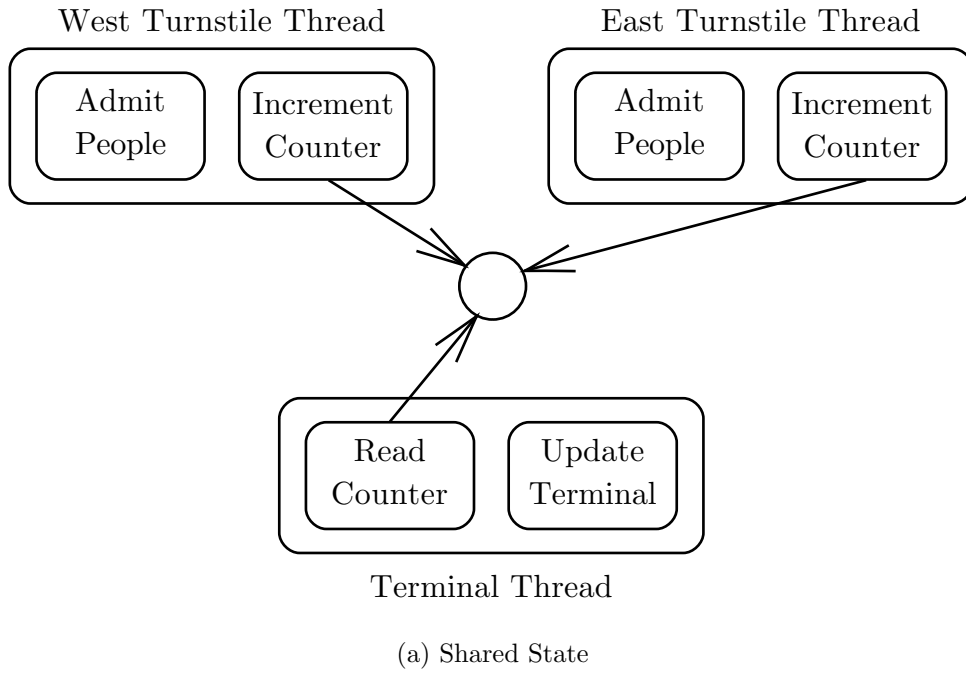 West Turnstile Thread
East Turnstile Thread
Admit
People
Increment
Counter
Admit
People
Increment
Counter
Read
Counter
Update
Terminal
Terminal Thread
(a) Shared State